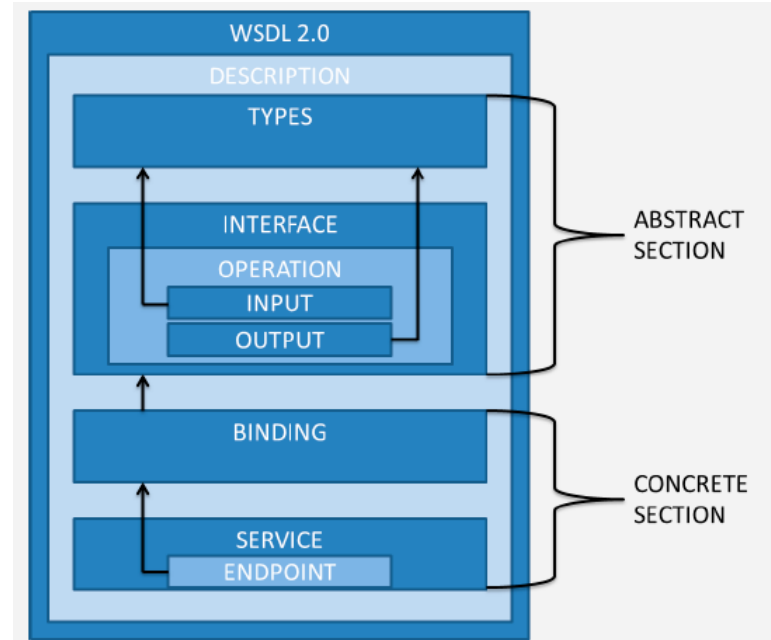 WSDL 2.0
DESCRIPTION
TYPES
INTERFACE
OPERATION
INPUT
OUTPUT
ABSTRACT
SECTION
BINDING
SERVICE
ENDPOINT
CONCRETE
SECTION